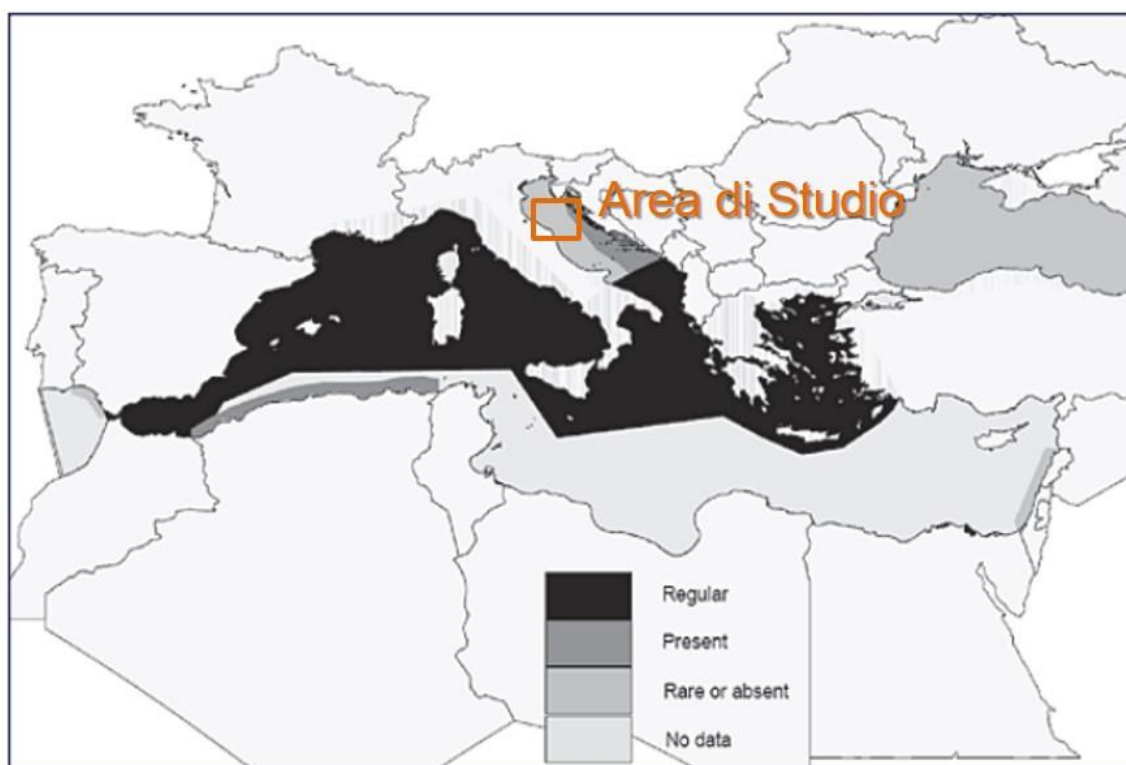 Area di Studio
Regular
Present
Rare or absent
No data